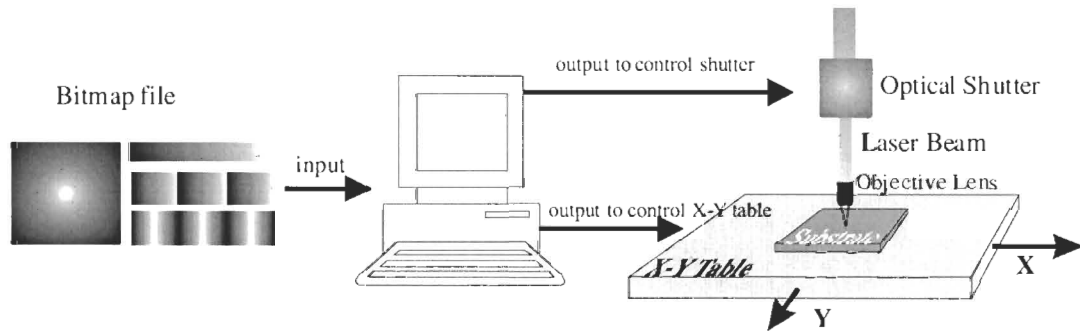 Bitmap file
input
output to control shutter
Optical Shutter
Laser Beam
Objective Lens
output to control X-Y table
Substrate
X-Y Table
X
Y